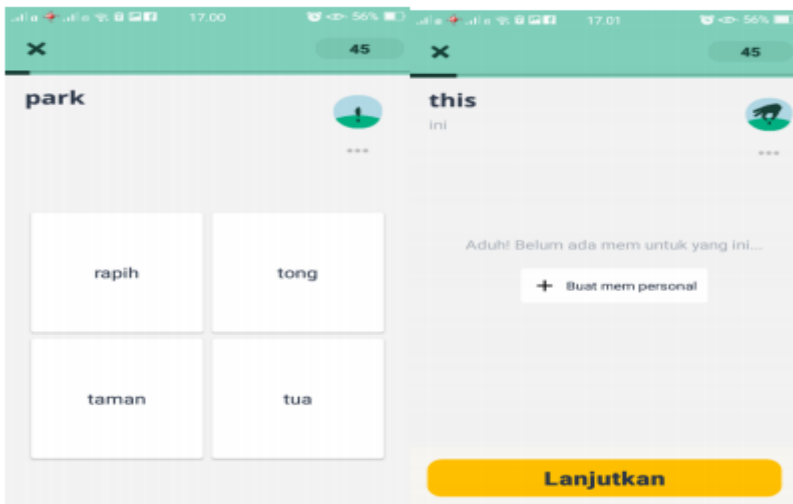 17.00
56%
45
park
rapih
tong
taman
tua
17.01
56%
45
this
ini
Aduh! Belum ada mem untuk yang ini...
+ Buat mem personal
Lanjutkan